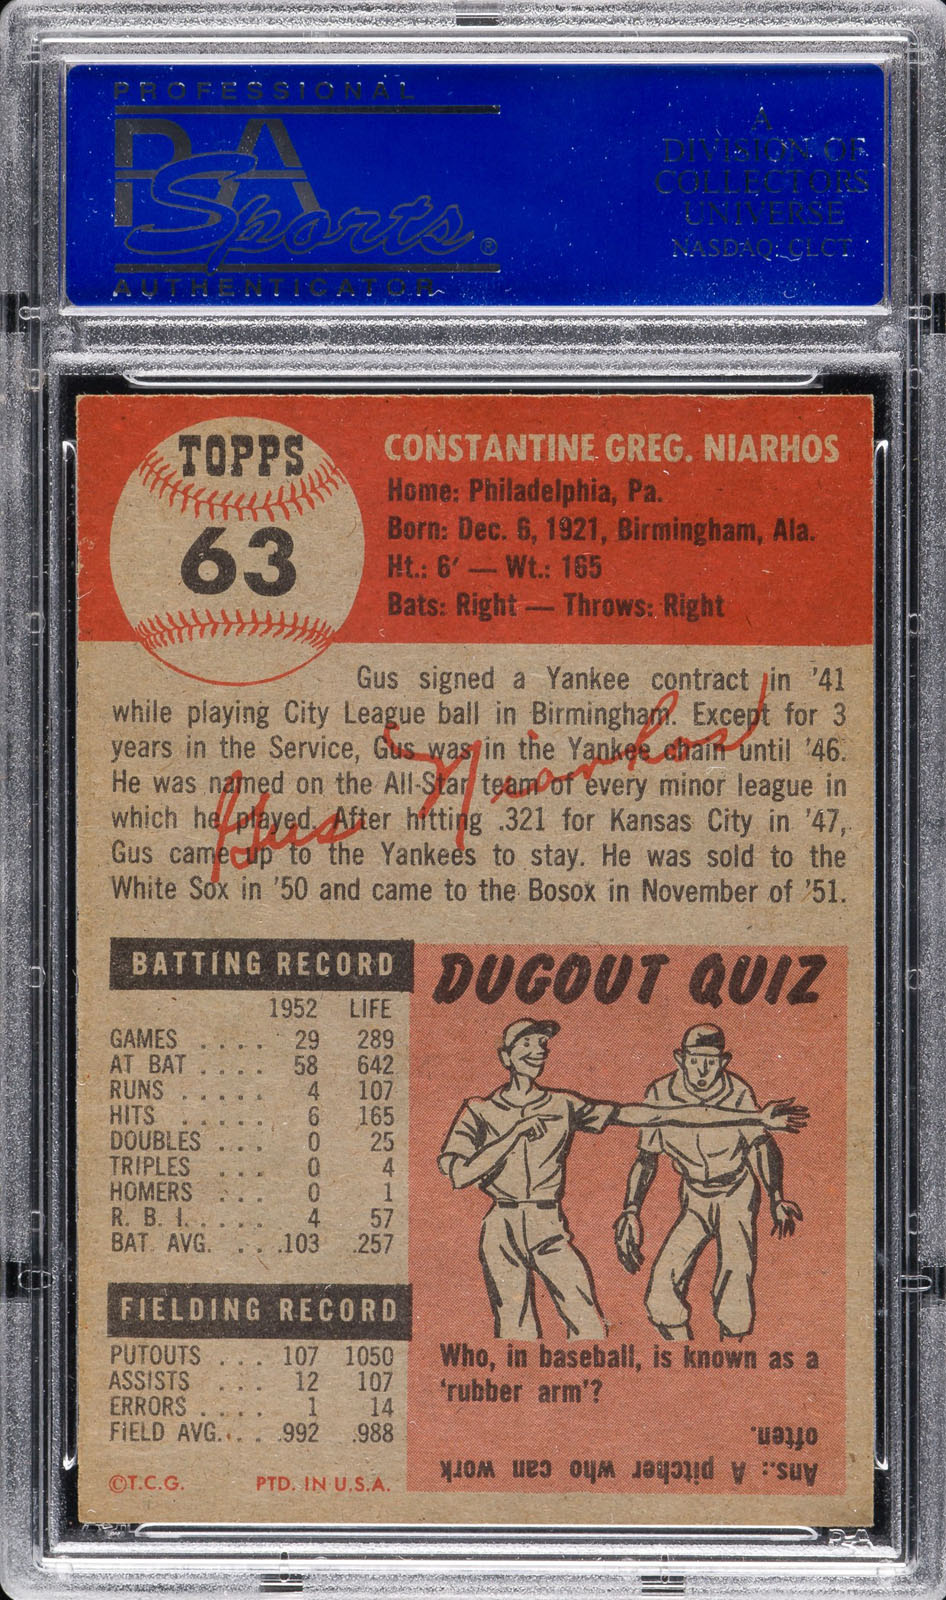 PROFESSIONAL
PSA
Sports®
AUTHENTICATOR
A
DIVISION OF
COLLECTORS
UNIVERSE
NASDAQ: CLCT
TOPPS
63
CONSTANTINE GREG. NIARHOS
Home: Philadelphia, Pa.
Born: Dec. 6, 1921, Birmingham, Ala.
Ht.: 6' — Wt.: 165
Bats: Right — Throws: Right
Gus signed a Yankee contract in '41
while playing City League ball in Birmingham. Except for 3
years in the Service, Gus was in the Yankee chain until '46.
He was named on the All-Star team of every minor league in
which he played. After hitting .321 for Kansas City in '47,
Gus came up to the Yankees to stay. He was sold to the
White Sox in '50 and came to the Bosox in November of '51.
Gus Niarhos
BATTING RECORD
1952 LIFE
GAMES . . . . 29 289
AT BAT . . . . 58 642
RUNS . . . . . 4 107
HITS . . . . . 6 165
DOUBLES . . . 0 25
TRIPLES . . . 0 4
HOMERS . . . 0 1
R. B. I. . . . . 4 57
BAT. AVG. . . .103 .257
FIELDING RECORD
PUTOUTS . . . 107 1050
ASSISTS . . . 12 107
ERRORS . . . . 1 14
FIELD AVG. . . .992 .988
©T.C.G. PTD. IN U.S.A.
DUGOUT QUIZ
Who, in baseball, is known as a
'rubber arm'?
Ans.: A pitcher who can work
often.
PSA